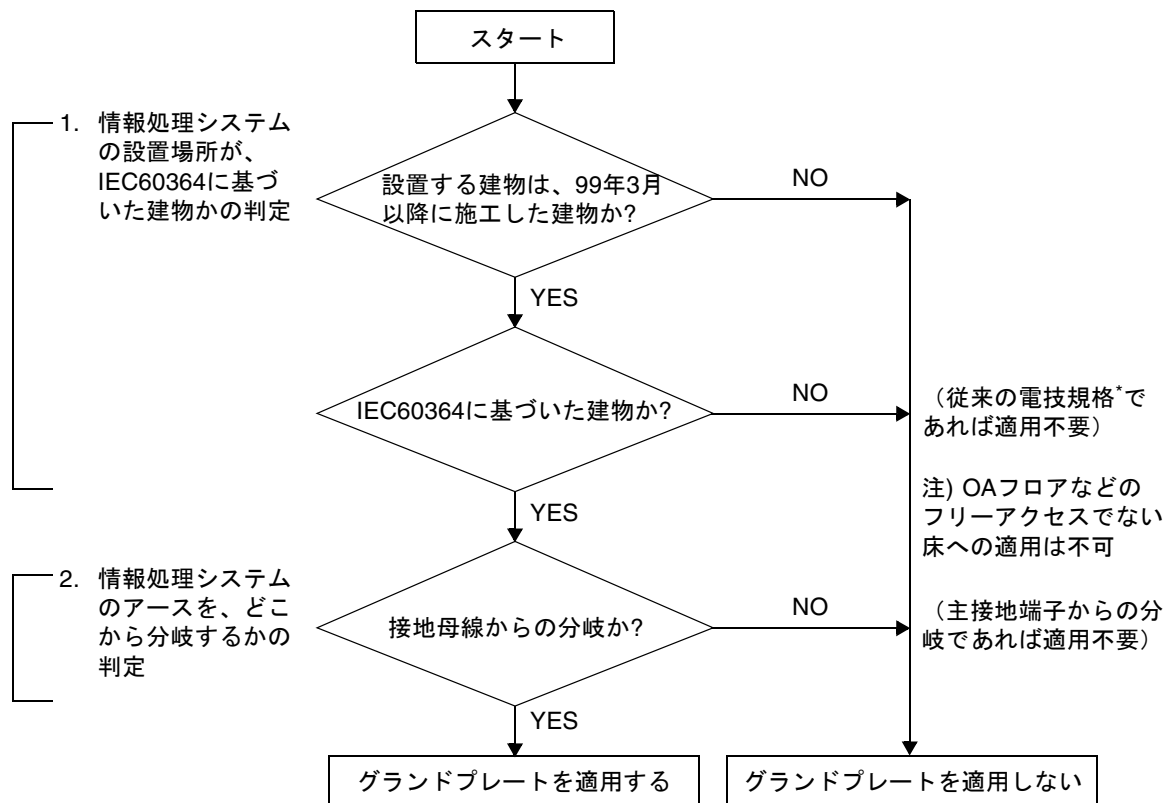 スタート
1. 情報処理システム
の設置場所が、
IEC60364に基づ
いた建物かの判定
設置する建物は、99年3月
以降に施工した建物か?
NO
YES
IEC60364に基づいた建物か?
NO
（従来の電技規格*で
あれば適用不要）
注) OAフロアなどの
フリーアクセスでない
床への適用は不可
YES
2. 情報処理システム
のアースを、どこ
から分岐するかの
判定
接地母線からの分岐か?
NO
（主接地端子からの分
岐であれば適用不要）
YES
グランドプレートを適用する
グランドプレートを適用しない